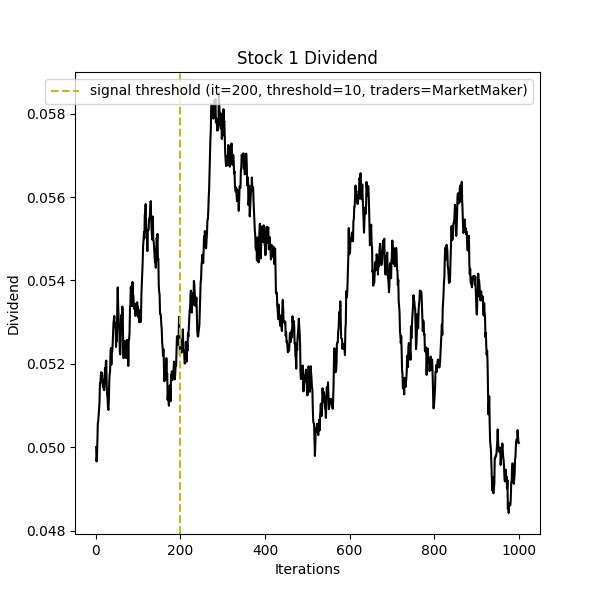 Stock 1 Dividend
signal threshold (it=200, threshold=10, traders=MarketMaker)
0.058
0.056
0.054
0.052
0.050
0.048
Dividend
0 200 400 600 800 1000
Iterations